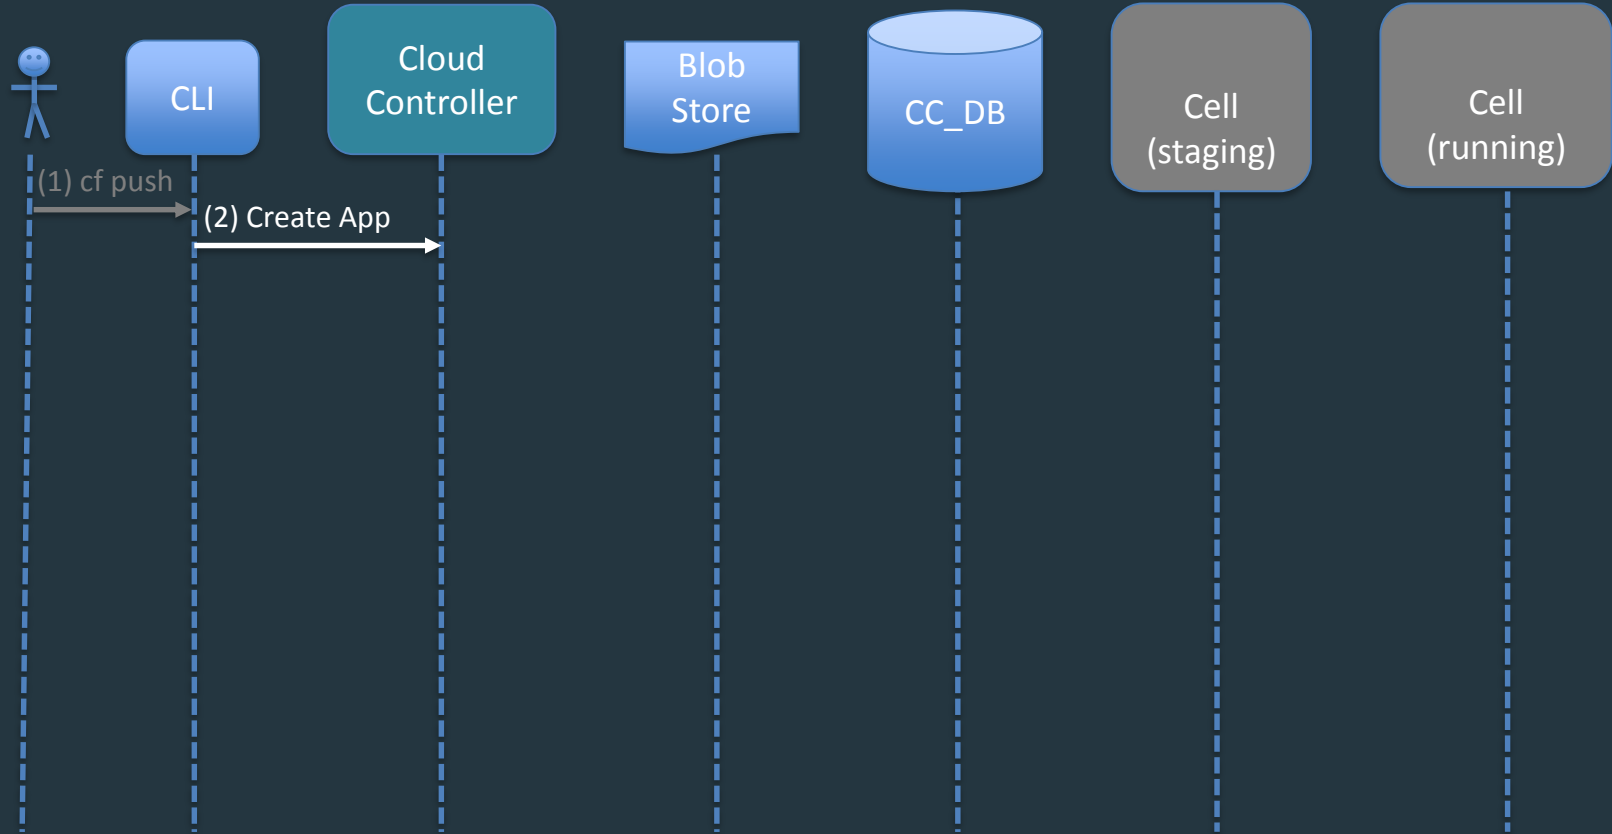 CLI
Cloud
Controller
Blob
Store
CC_DB
Cell
(staging)
Cell
(running)
(1) cf push
(2) Create App